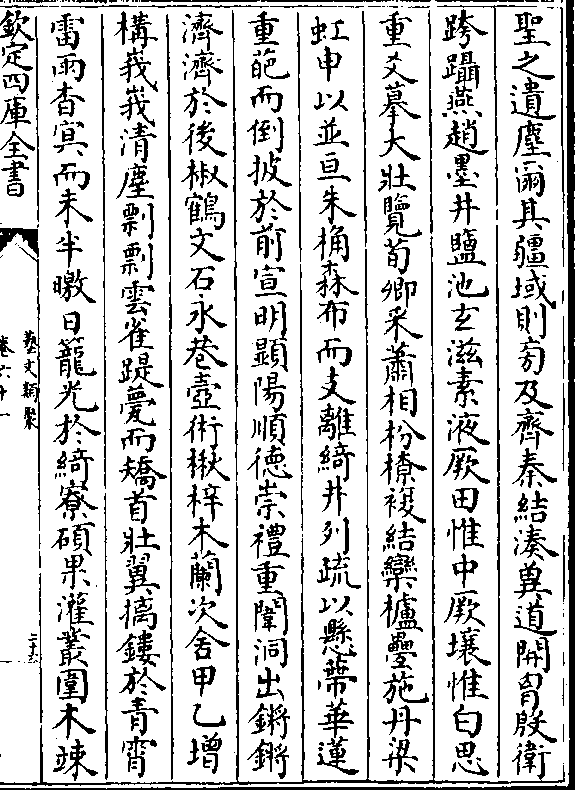 聖之遺塵爾其疆域則旁及齊秦結湊冀道開胷殷衛
跨躡燕趙墨井鹽池玄滋素液厥田惟中厥壤惟白思
重爻摹大壯覽荀卿采蕭相枌橑複結欒櫨疊施丹梁
虹申以並亘朱桷森布而支離綺井列疏以懸蔕華蓮
重葩而倒披於前宣明顯陽順德崇禮重闈洞出鏘鏘
濟濟於後椒鶴文石永巷壼術楸梓木蘭次舍甲乙增
構峩峩清塵剽剽雲雀踶甍而矯首壯翼摛鏤於青霄
雷雨杳冥而未半曒日籠光於綺寮碩果灌叢圍木竦
欽定四庫全書
藝文類聚
卷六十一
二十六